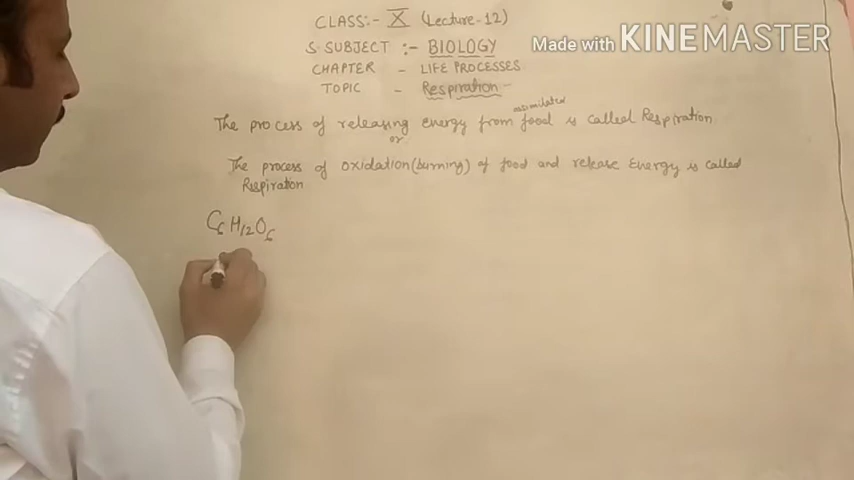 CLASS:- X (Lecture-12)
S.SUBJECT :- BIOLOGY
Made with KINEMASTER
CHAPTER - LIFE PROCESSES
TOPIC - Respiration
assimilated
The process of releasing energy from food is called Respiration
or
The process of oxidation(burning) of food and release Energy is called
Respiration
C6H12O6